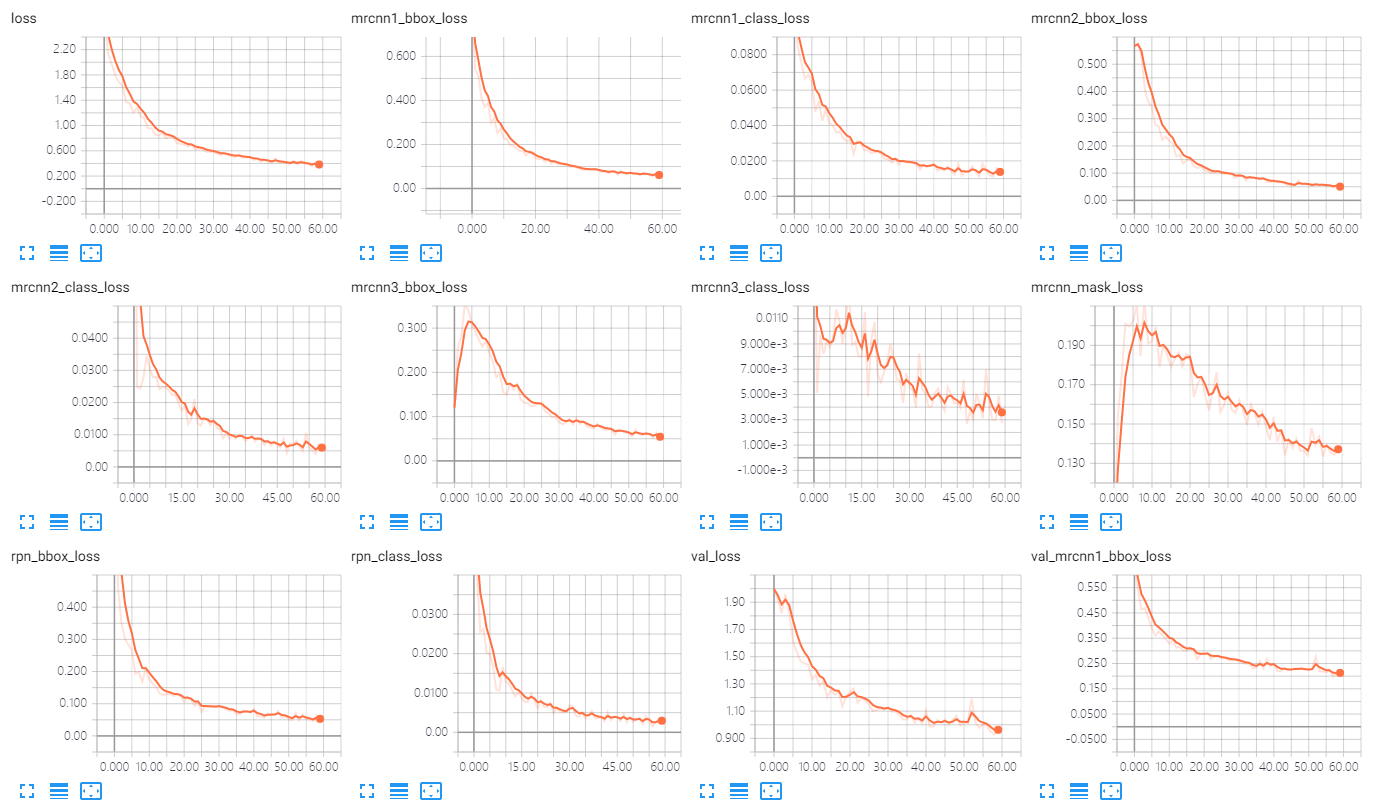 loss
2.20
1.80
1.40
1.00
0.600
0.200
-0.200
0.000 10.00 20.00 30.00 40.00 50.00 60.00
mrcnn1_bbox_loss
0.600
0.400
0.200
0.00
0.000 20.00 40.00 60.00
mrcnn1_class_loss
0.0800
0.0600
0.0400
0.0200
0.00
0.000 10.00 20.00 30.00 40.00 50.00 60.00
mrcnn2_bbox_loss
0.500
0.400
0.300
0.200
0.100
0.00
0.000 10.00 20.00 30.00 40.00 50.00 60.00
mrcnn2_class_loss
0.0400
0.0300
0.0200
0.0100
0.00
0.000 15.00 30.00 45.00 60.00
mrcnn3_bbox_loss
0.300
0.200
0.100
0.00
0.000 10.00 20.00 30.00 40.00 50.00 60.00
mrcnn3_class_loss
0.0110
9.000e-3
7.000e-3
5.000e-3
3.000e-3
1.000e-3
-1.000e-3
0.000 15.00 30.00 45.00 60.00
mrcnn_mask_loss
0.190
0.170
0.150
0.130
0.000 10.00 20.00 30.00 40.00 50.00 60.00
rpn_bbox_loss
0.400
0.300
0.200
0.100
0.00
0.000 10.00 20.00 30.00 40.00 50.00 60.00
rpn_class_loss
0.0300
0.0200
0.0100
0.00
0.000 15.00 30.00 45.00 60.00
val_loss
1.90
1.70
1.50
1.30
1.10
0.900
0.000 10.00 20.00 30.00 40.00 50.00 60.00
val_mrcnn1_bbox_loss
0.550
0.450
0.350
0.250
0.150
0.0500
-0.0500
0.000 10.00 20.00 30.00 40.00 50.00 60.00